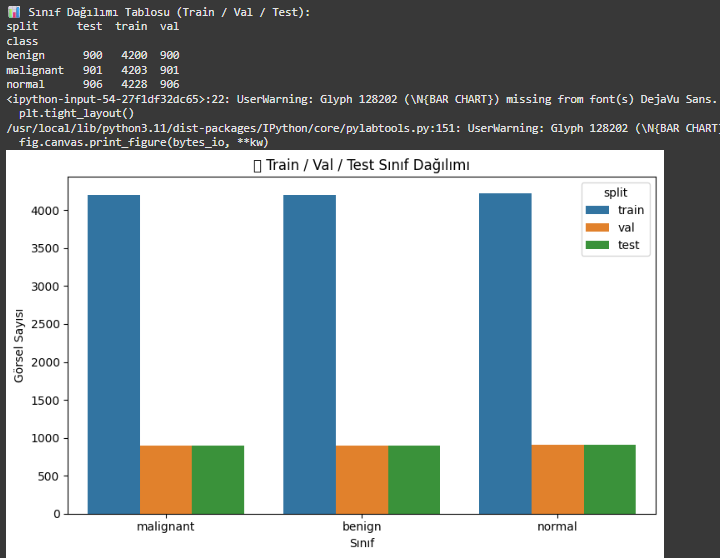 📊 Sınıf Dağılımı Tablosu (Train / Val / Test):
split test train val
class
benign 900 4200 900
malignant 901 4203 901
normal 906 4228 906
<ipython-input-54-27f1df32dc65>:22: UserWarning: Glyph 128202 (\N{BAR CHART}) missing from font(s) DejaVu Sans.
plt.tight_layout()
/usr/local/lib/python3.11/dist-packages/IPython/core/pylabtools.py:151: UserWarning: Glyph 128202 (\N{BAR CHART}
fig.canvas.print_figure(bytes_io, **kw)
Train / Val / Test Sınıf Dağılımı
split
train
val
test
4000
3500
3000
2500
2000
1500
1000
500
0
Görsel Sayısı
malignant benign normal
Sınıf